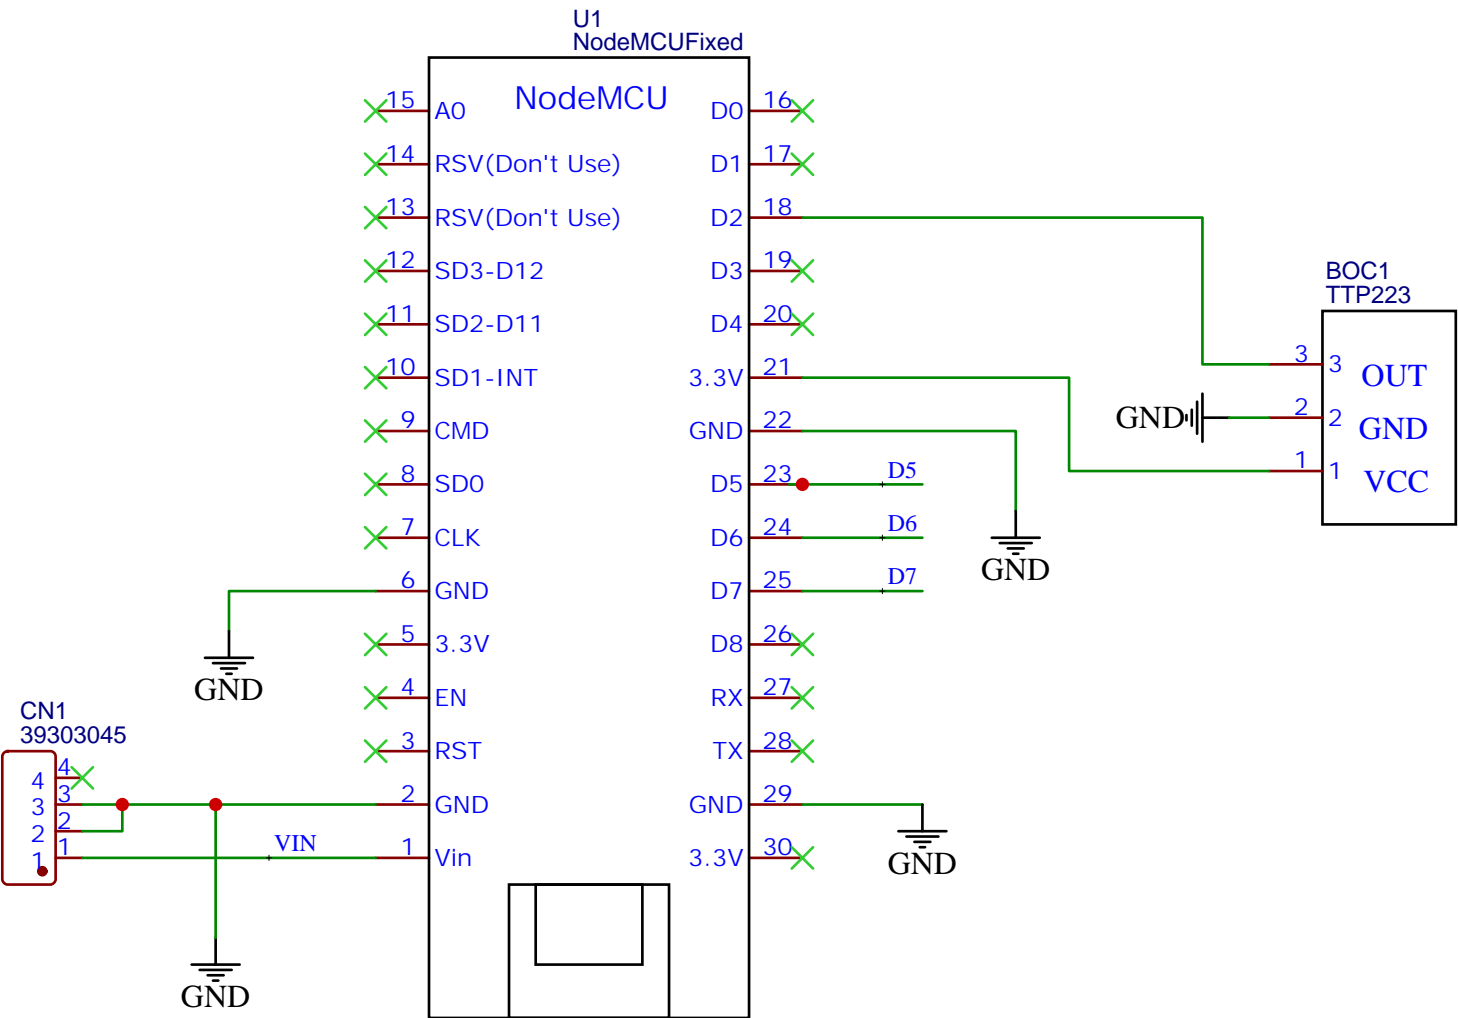 U1
NodeMCUFixed
NodeMCU
15 A0 D0 16
14 RSV(Don't Use) D1 17
13 RSV(Don't Use) D2 18
12 SD3-D12 D3 19
11 SD2-D11 D4 20
10 SD1-INT 3.3V 21
9 CMD GND 22
8 SD0 D5 23 D5
7 CLK D6 24 D6
6 GND D7 25 D7
5 3.3V D8 26
4 EN RX 27
3 RST TX 28
2 GND GND 29
1 Vin 3.3V 30
BOC1
TTP223
3 3 OUT
GND 2 2 GND
1 1 VCC
GND
GND
CN1
39303045
4 4
3 3
2 2
1 1
VIN
GND
GND